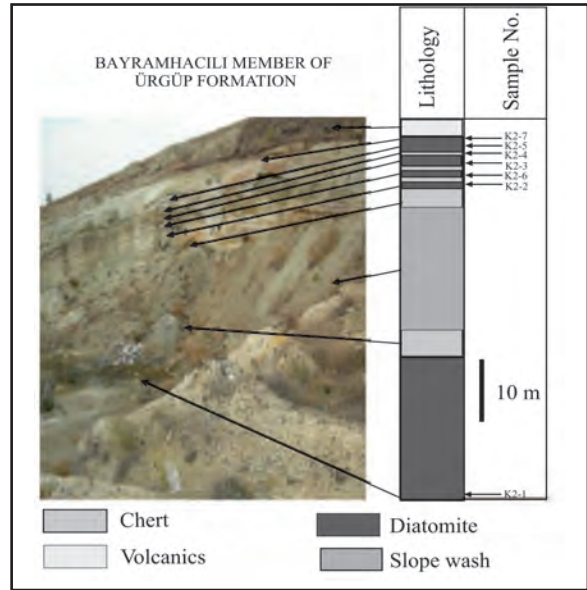 BAYRAMHACILI MEMBER OF
ÜRGÜP FORMATION
Lithology
Sample No.
K2-7
K2-5
K2-4
K2-3
K2-6
K2-2
10 m
K2-1
Chert
Diatomite
Volcanics
Slope wash